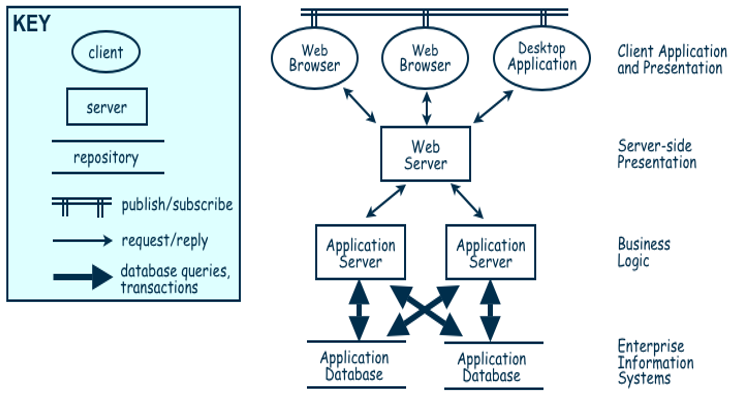 KEY
client
server
repository
publish/subscribe
request/reply
database queries,
transactions
Web
Browser
Web
Browser
Desktop
Application
Client Application
and Presentation
Web
Server
Server-side
Presentation
Application
Server
Application
Server
Business
Logic
Application
Database
Application
Database
Enterprise
Information
Systems